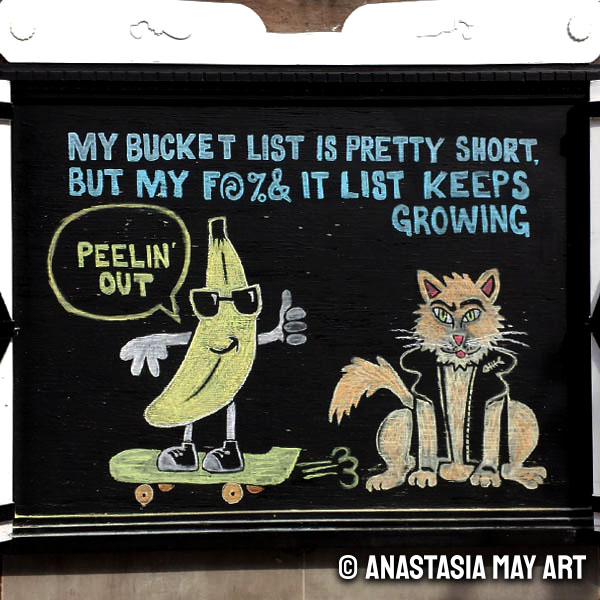 MY BUCKET LIST IS PRETTY SHORT,
BUT MY F@%& IT LIST KEEPS
GROWING
PEELIN'
OUT
© ANASTASIA MAY ART